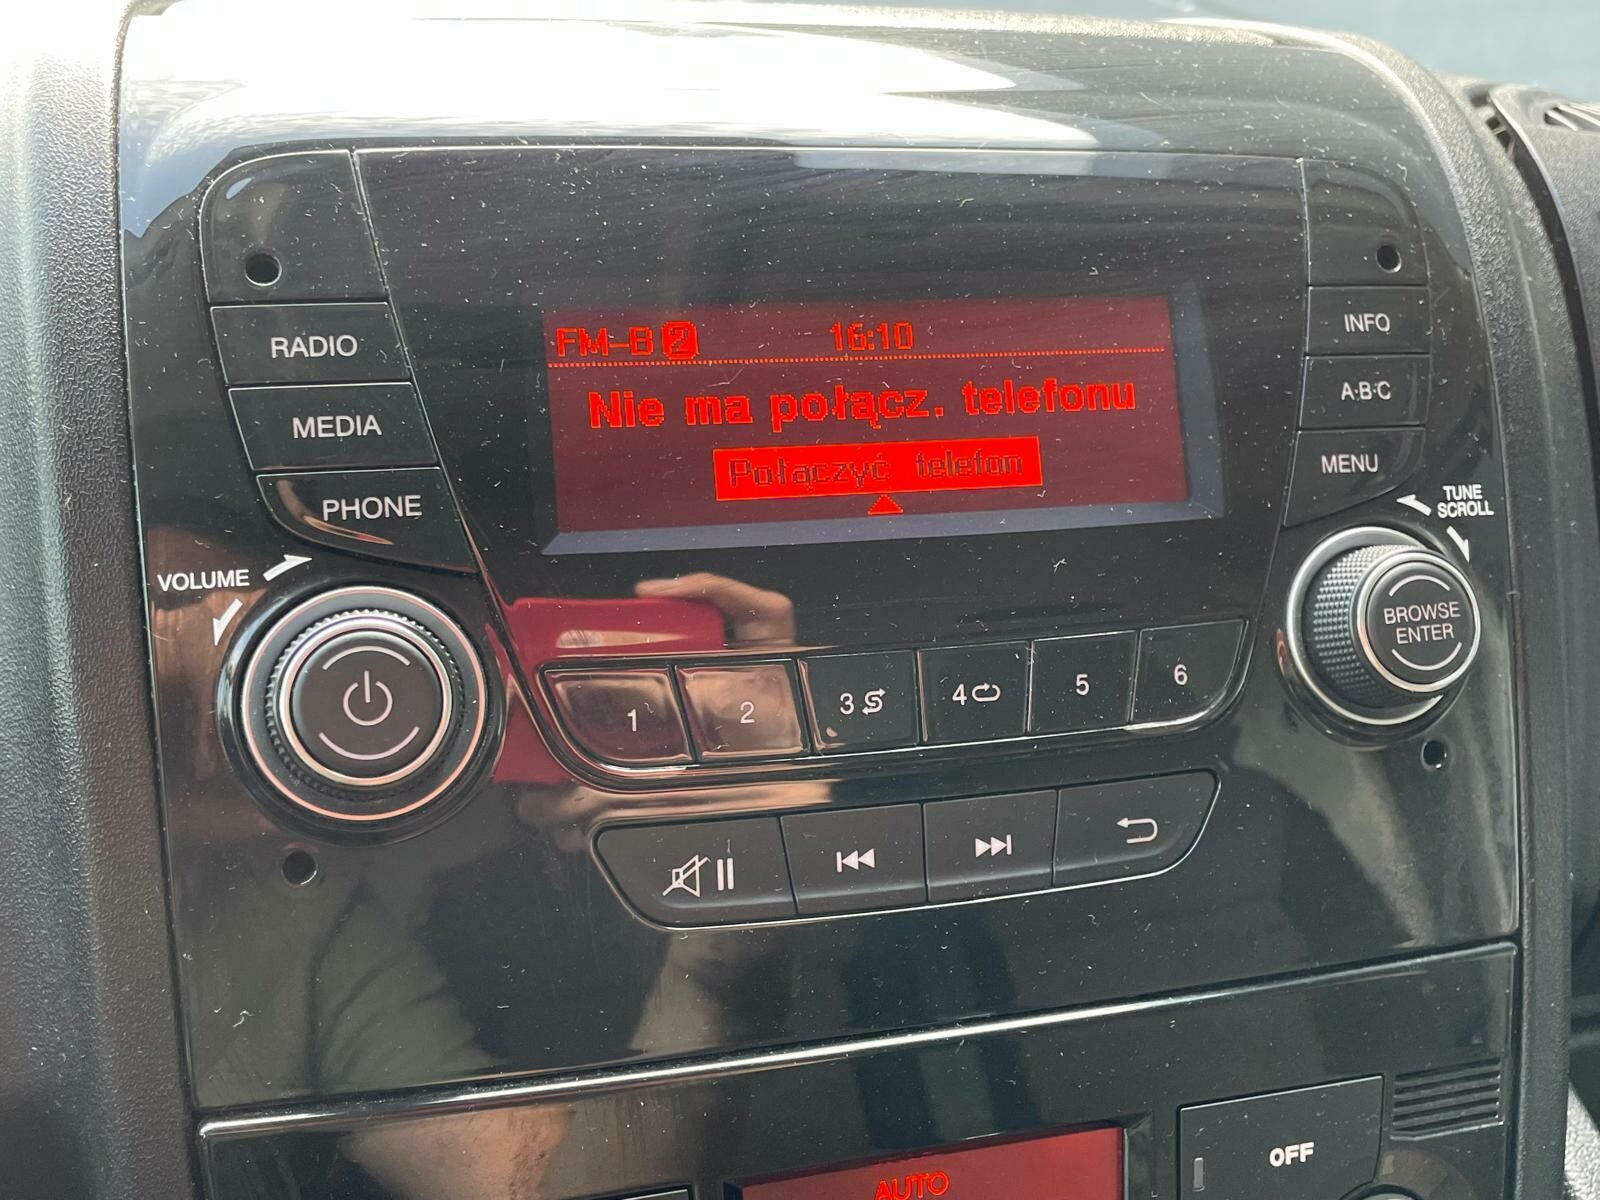 FM-B 2 16:10
Nie ma połącz. telefonu
Połączyć telefon
RADIO
MEDIA
PHONE
VOLUME
INFO
A·B·C
MENU
TUNE
SCROLL
BROWSE
ENTER
1 2 3 4 5 6
AUTO
OFF